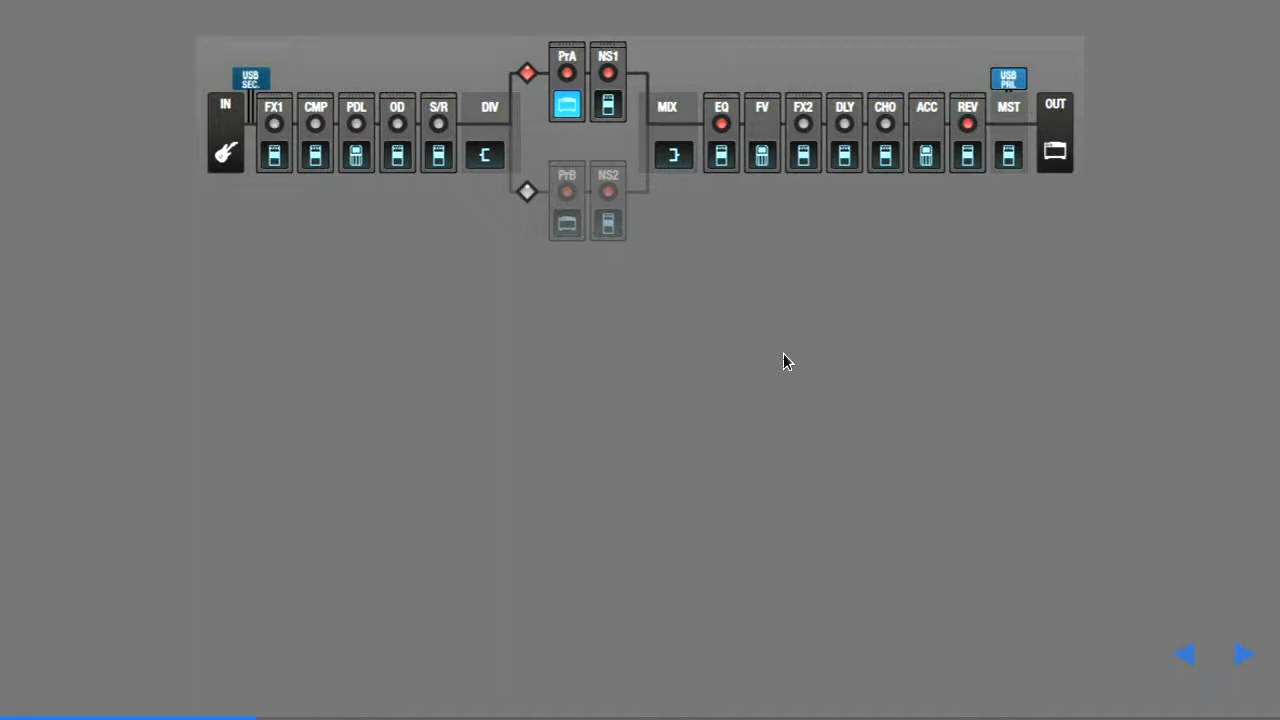 PrA NS1
USB SEC.
USB PRI.
IN FX1 CMP PDL OD S/R DIV MIX EQ FV FX2 DLY CHO ACC REV MST OUT
PrB NS2